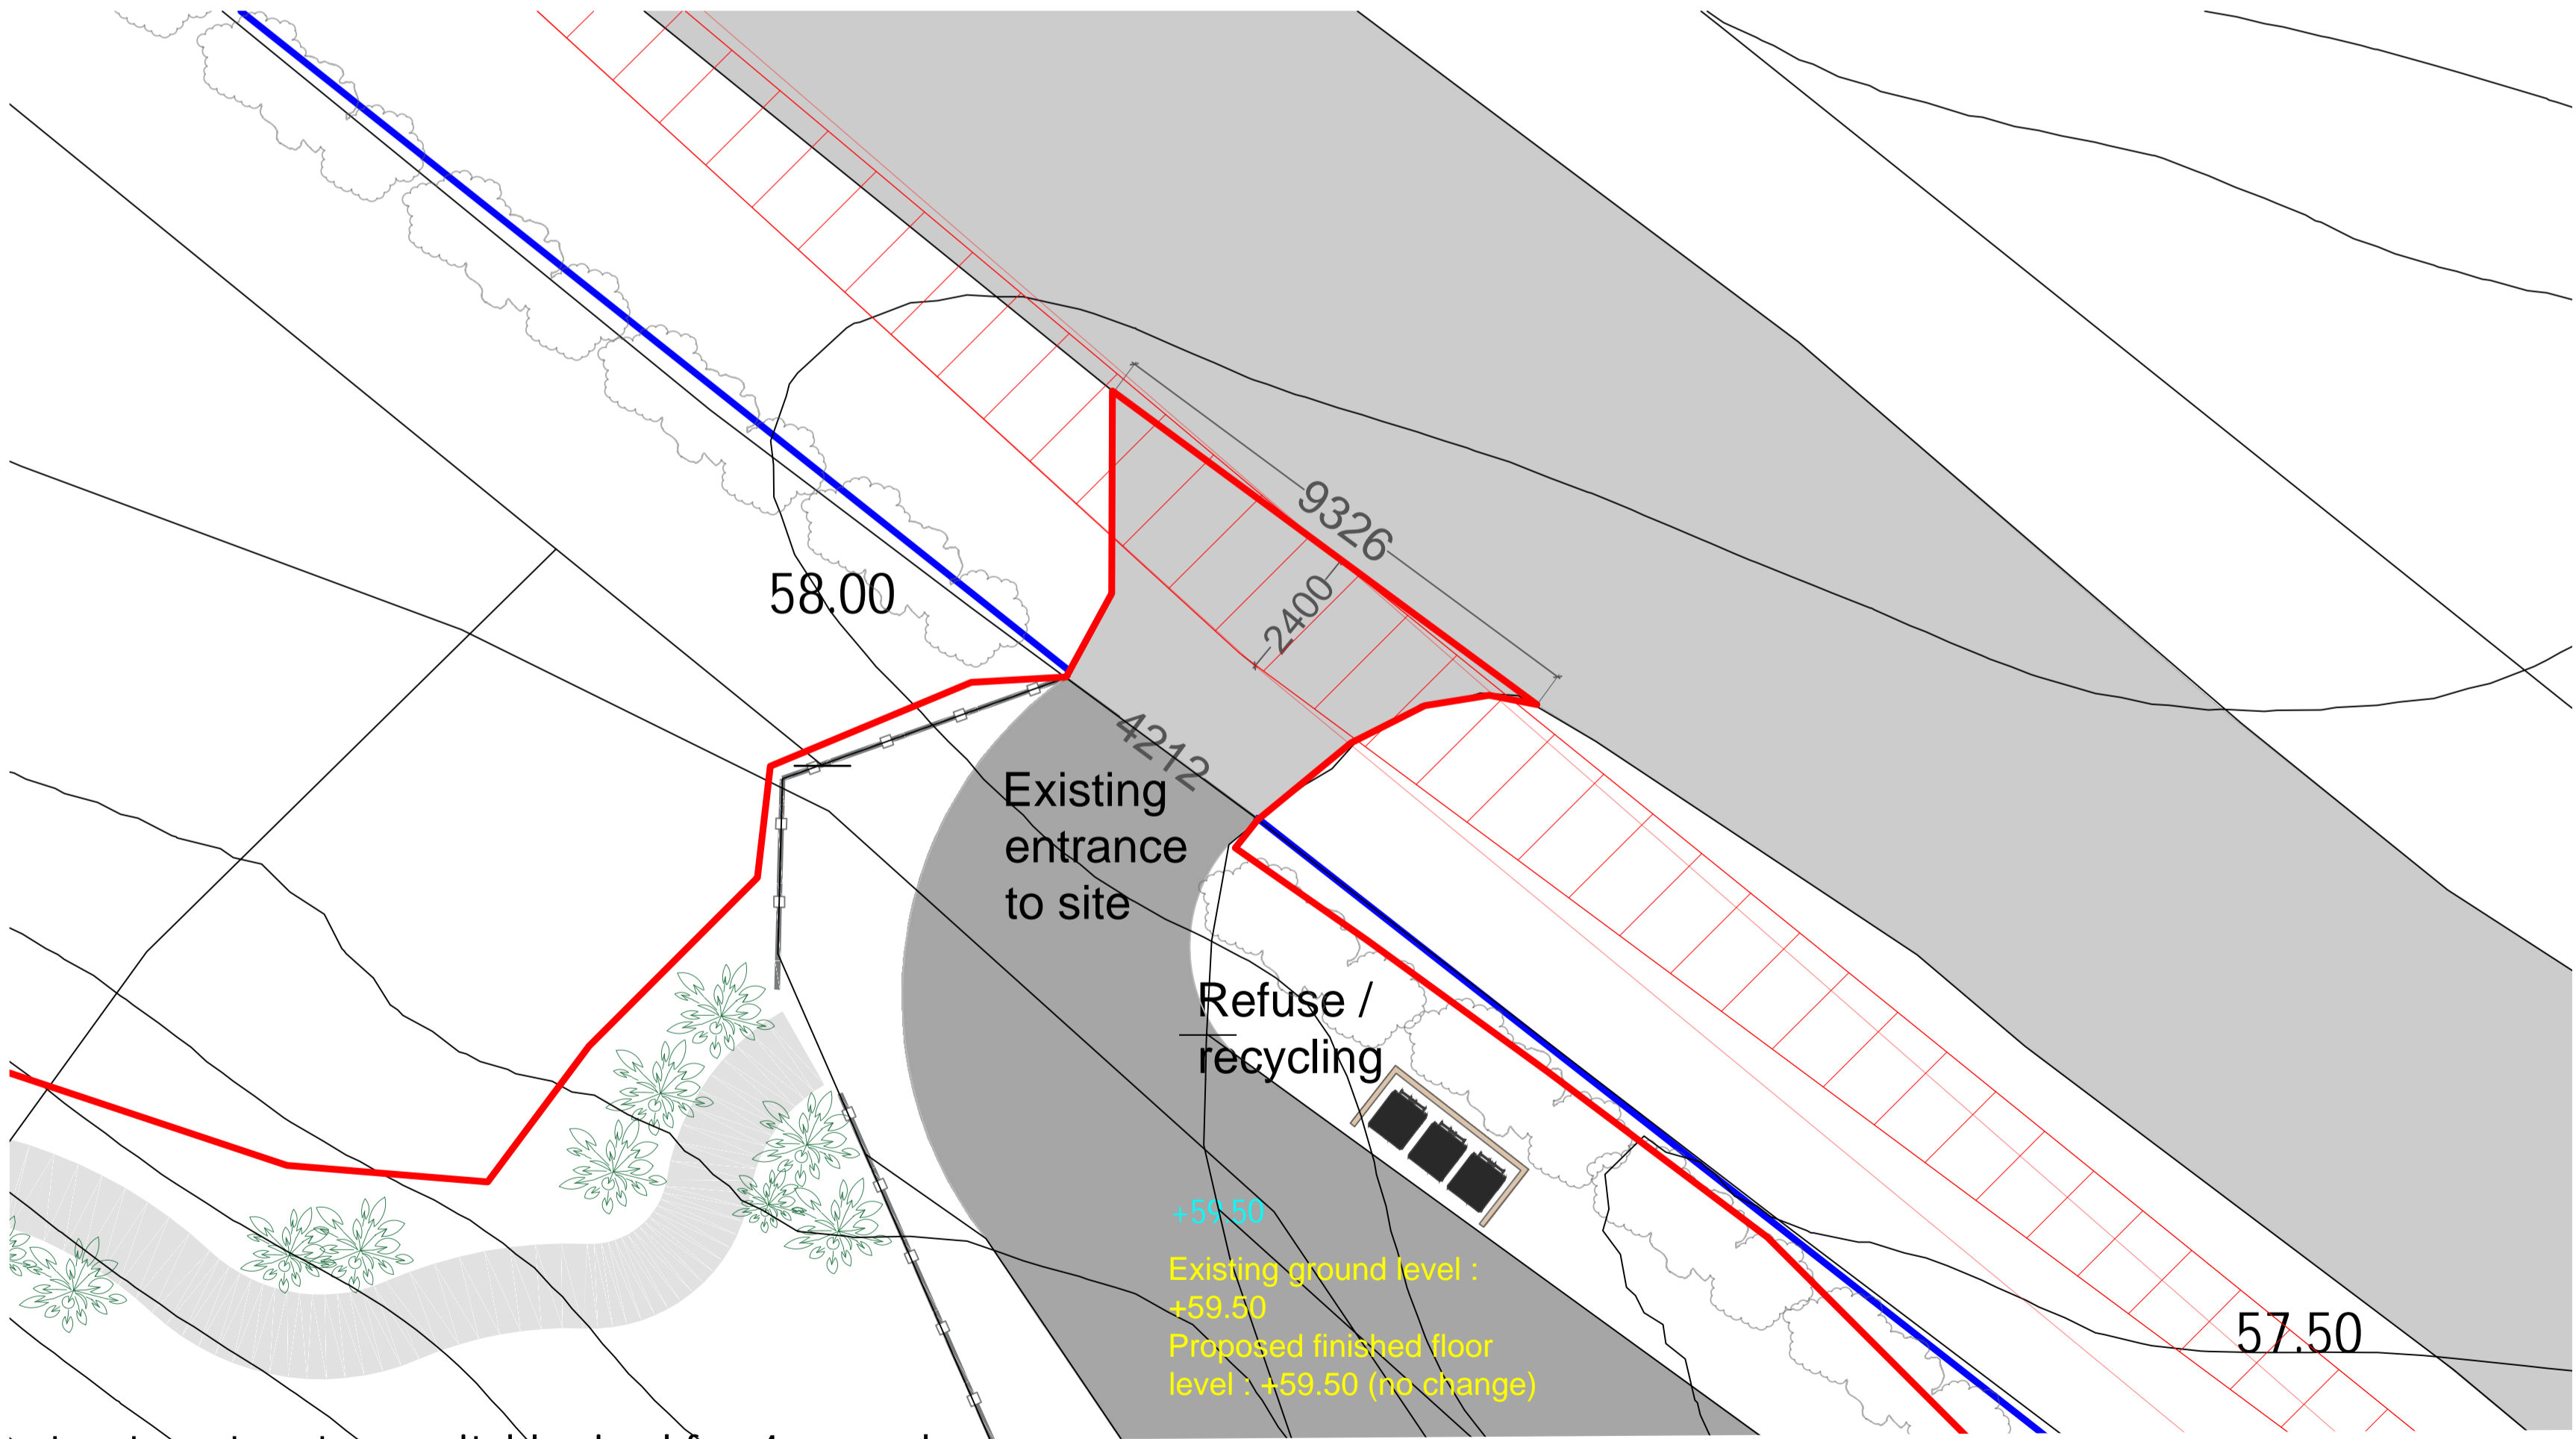 9326
2400
58.00
4212
Existing
entrance
to site
Refuse /
recycling
+59.50
Existing ground level :
+59.50
Proposed finished floor
level : +59.50 (no change)
57.50